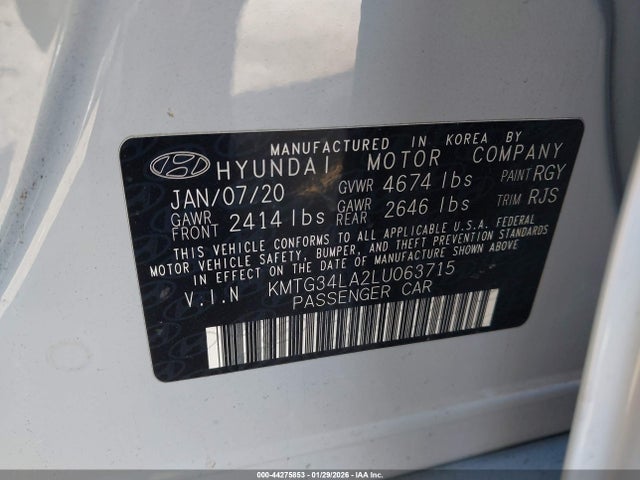 MANUFACTURED IN KOREA BY
HYUNDAI MOTOR COMPANY
JAN/07/20 GVWR 4674 lbs PAINT RGY
GAWR FRONT 2414 lbs GAWR REAR 2646 lbs TRIM RJS
THIS VEHICLE CONFORMS TO ALL APPLICABLE U.S.A. FEDERAL
MOTOR VEHICLE SAFETY, BUMPER, AND THEFT PREVENTION STANDARDS
IN EFFECT ON THE DATE OF MANUFACTURE SHOWN ABOVE
V.I.N KMTG34LA2LU063715
PASSENGER CAR
000-44275853 | 01/29/2026 - IAA Inc.